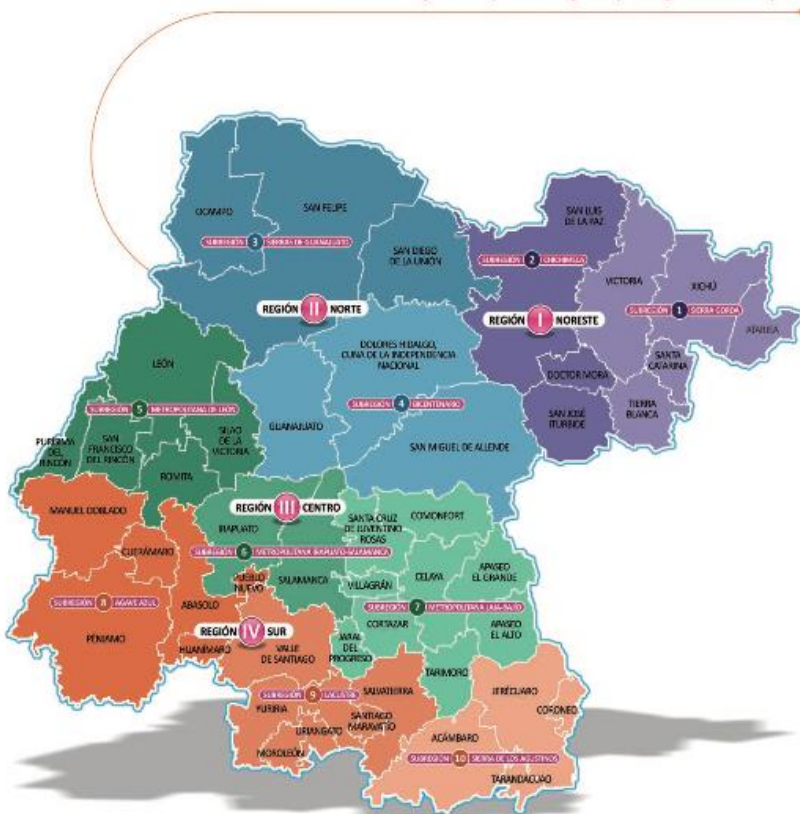 OCAMPO
SAN FELIPE
SUBREGIÓN 3 SIERRAS DE GUANAJUATO
SAN DIEGO
DE LA UNIÓN
SAN LUIS
DE LA PAZ
SUBREGIÓN 2 CHICHIMECA
VICTORIA
XICHÚ
SUBREGIÓN 1 SIERRA GORDA
ATARJEA
REGIÓN II NORTE
REGIÓN I NORESTE
DOLORES HIDALGO,
CUNA DE LA INDEPENDENCIA
NACIONAL
SANTA
CATARINA
DOCTOR MORA
TIERRA
BLANCA
SAN JOSÉ
ITURBIDE
LEÓN
SUBREGIÓN 5 METROPOLITANA DE LEÓN
SUBREGIÓN 4 BICENTENARIO
GUANAJUATO
SAN MIGUEL DE ALLENDE
PURÍSIMA
DEL
RINCÓN
SAN
FRANCISCO
DEL RINCÓN
SILAO
DE LA
VICTORIA
ROMITA
MANUEL DOBLADO
REGIÓN III CENTRO
IRAPUATO
SANTA CRUZ
DE JUVENTINO
ROSAS
COMONFORT
CUERÁMARO
SUBREGIÓN 6 METROPOLITANA IRAPUATO-SALAMANCA
PUEBLO
NUEVO
SALAMANCA
VILLAGRÁN
CELAYA
APASEO
EL GRANDE
SUBREGIÓN 8 AGAVE AZUL
ABASOLO
SUBREGIÓN 7 METROPOLITANA LAJA-BAJÍO
CORTAZAR
APASEO
EL ALTO
PÉNJAMO
HUANÍMARO
REGIÓN IV SUR
VALLE
DE SANTIAGO
JARAL
DEL
PROGRESO
TARIMORO
SUBREGIÓN 9 LACUSTRE
SALVATIERRA
JERÉCUARO
CORONEO
YURIRIA
URIANGATO
SANTIAGO
MARAVATÍO
MOROLEÓN
ACÁMBARO
SUBREGIÓN 10 SIERRA DE LOS AGUSTINOS
TARANDACUAO